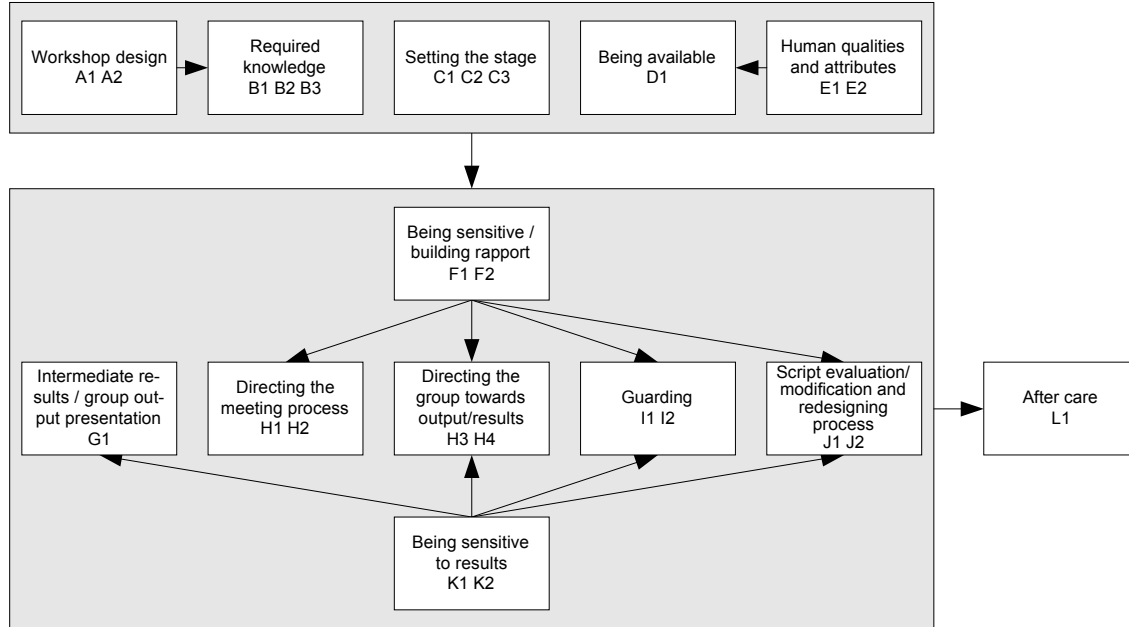 Workshop design
A1 A2
Required
knowledge
B1 B2 B3
Setting the stage
C1 C2 C3
Being available
D1
Human qualities
and attributes
E1 E2
Being sensitive /
building rapport
F1 F2
Intermediate re-
sults / group out-
put presentation
G1
Directing the
meeting process
H1 H2
Directing the
group towards
output/results
H3 H4
Guarding
I1 I2
Script evaluation/
modification and
redesigning
process
J1 J2
After care
L1
Being sensitive
to results
K1 K2